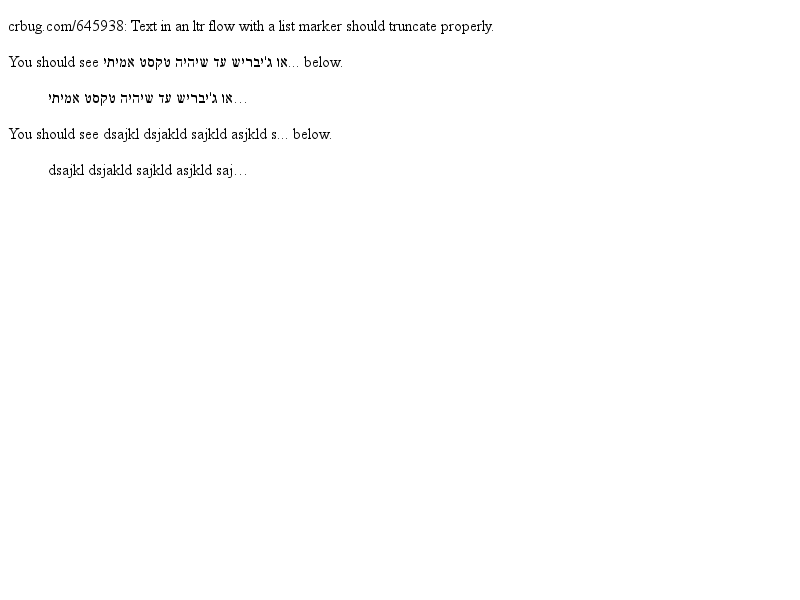 crbug.com/645938: Text in an ltr flow with a list marker should truncate properly.
You should see או ג'יבריש עד שיהיה טקסט אמיתי... below.
או ג'יבריש עד שיהיה טקסט אמיתי…
You should see dsajkl dsjakld sajkld asjkld s... below.
dsajkl dsjakld sajkld asjkld saj…